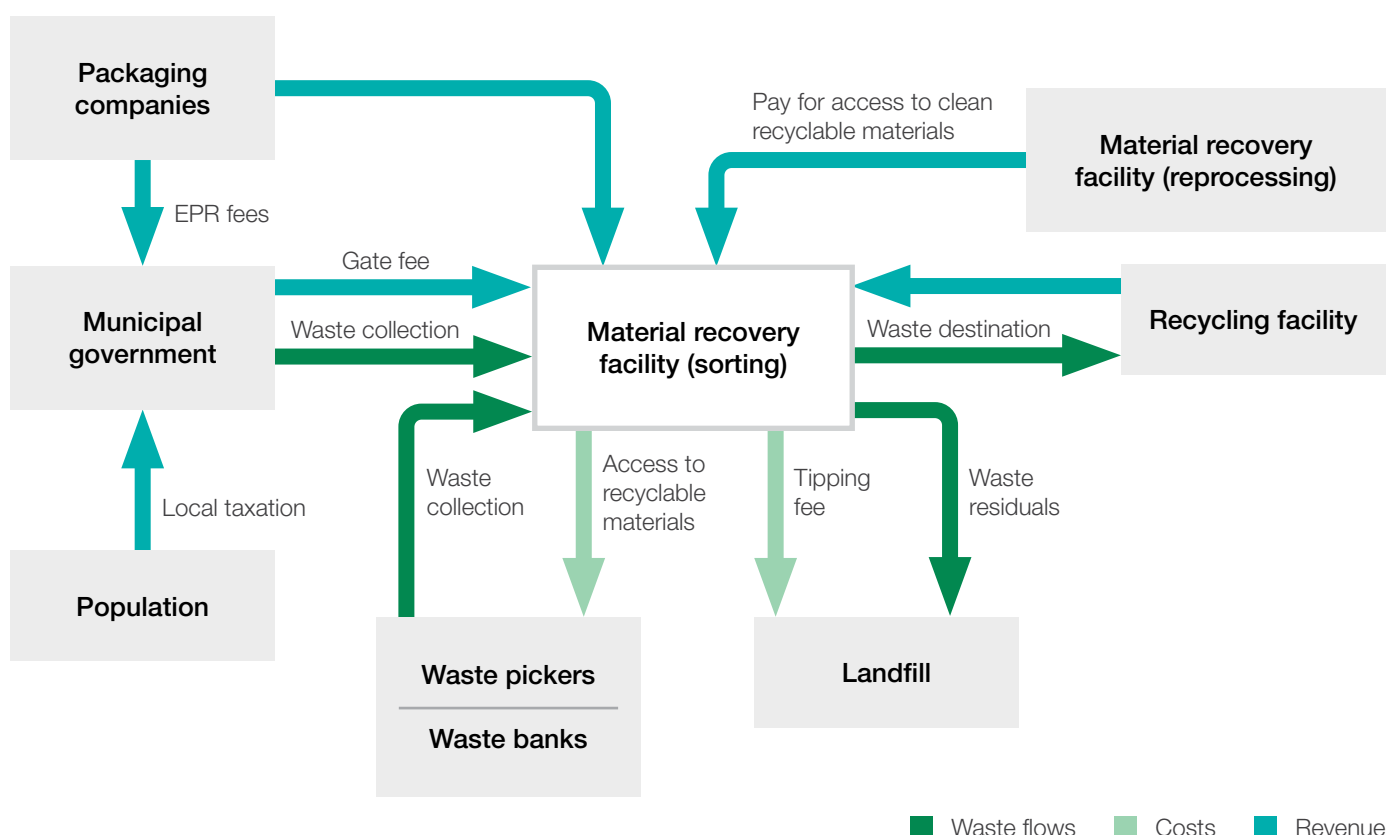 Packaging
companies
Pay for access to clean
recyclable materials
Material recovery
facility (reprocessing)
EPR fees
Gate fee
Municipal
government
Waste collection
Material recovery
facility (sorting)
Waste destination
Recycling facility
Local taxation
Waste
collection
Access to
recyclable
materials
Tipping
fee
Waste
residuals
Population
Waste pickers
Waste banks
Landfill
Waste flows
Costs
Revenue